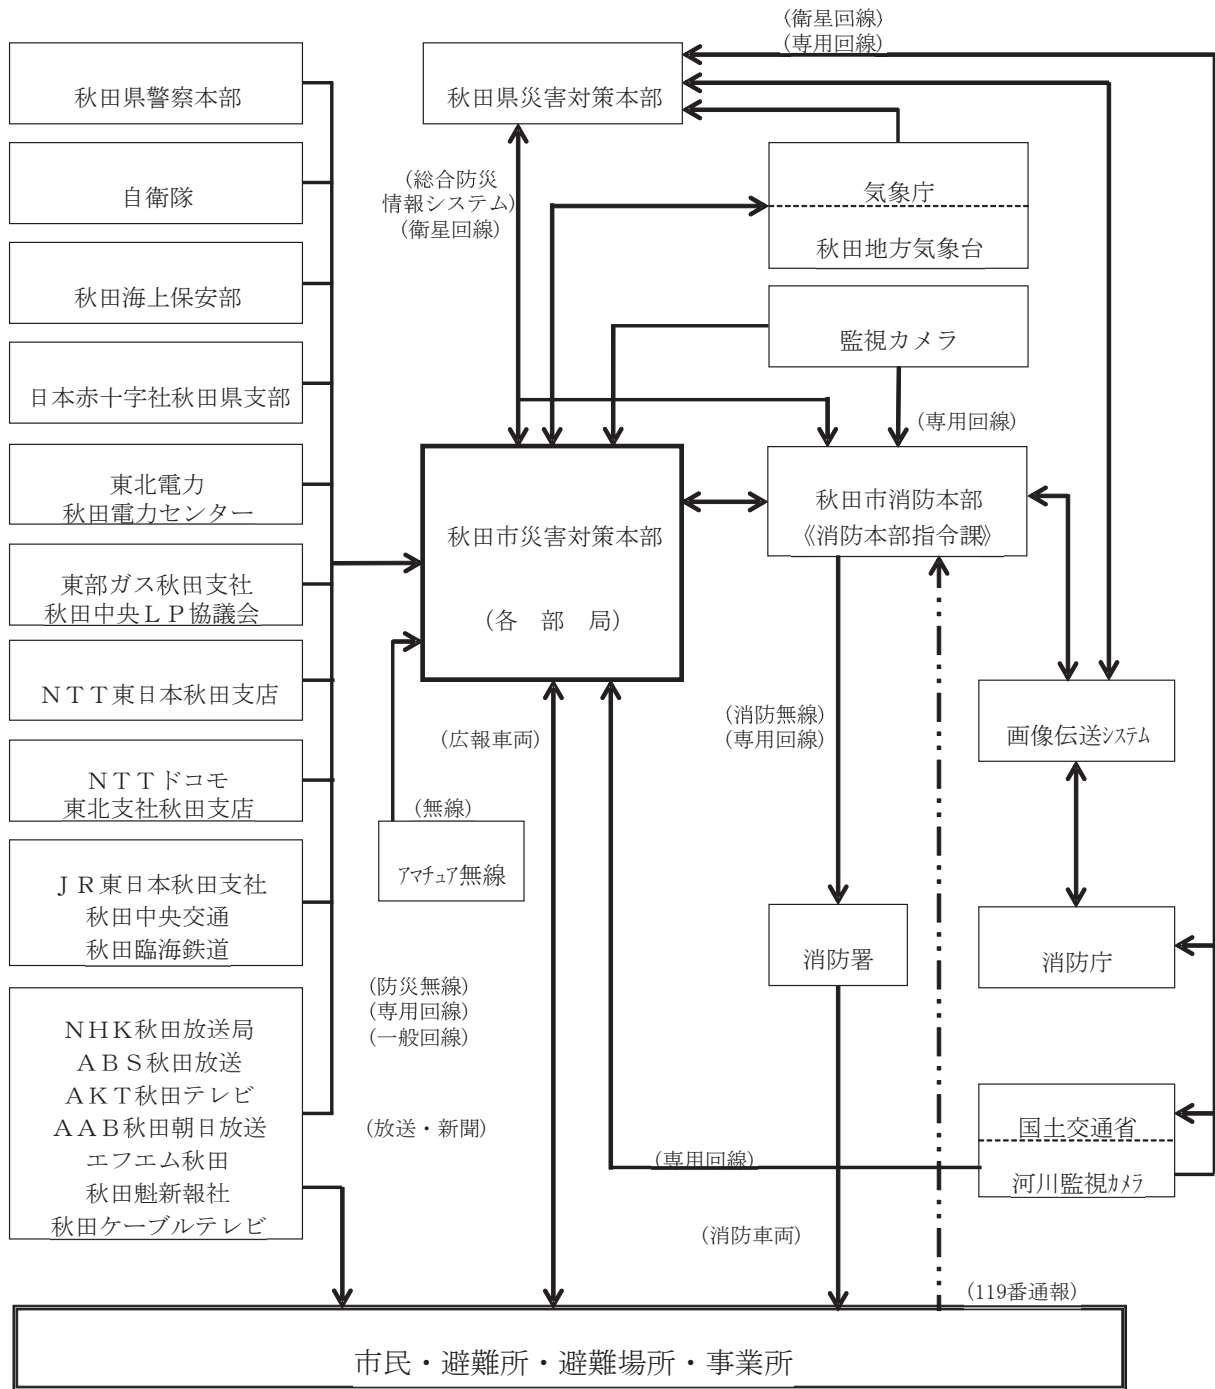 (衛星回線)
(専用回線)
秋田県警察本部
自衛隊
秋田海上保安部
日本赤十字社秋田県支部
東北電力
秋田電力センター
東部ガス秋田支社
秋田中央ＬＰ協議会
ＮＴＴ東日本秋田支店
ＮＴＴドコモ
東北支社秋田支店
ＪＲ東日本秋田支社
秋田中央交通
秋田臨海鉄道
ＮＨＫ秋田放送局
ＡＢＳ秋田放送
ＡＫＴ秋田テレビ
ＡＡＢ秋田朝日放送
エフエム秋田
秋田魁新報社
秋田ケーブルテレビ
秋田県災害対策本部
(総合防災
情報システム)
(衛星回線)
気象庁
秋田地方気象台
監視カメラ
(専用回線)
秋田市災害対策本部
(各　部　局)
秋田市消防本部
《消防本部指令課》
(広報車両)
(消防無線)
(専用回線)
画像伝送ｼｽﾃﾑ
(無線)
ｱﾏﾁｭｱ無線
消防署
消防庁
(防災無線)
(専用回線)
(一般回線)
(放送・新聞)
(専用回線)
国土交通省
河川監視ｶﾒﾗ
(消防車両)
(119番通報)
市民・避難所・避難場所・事業所